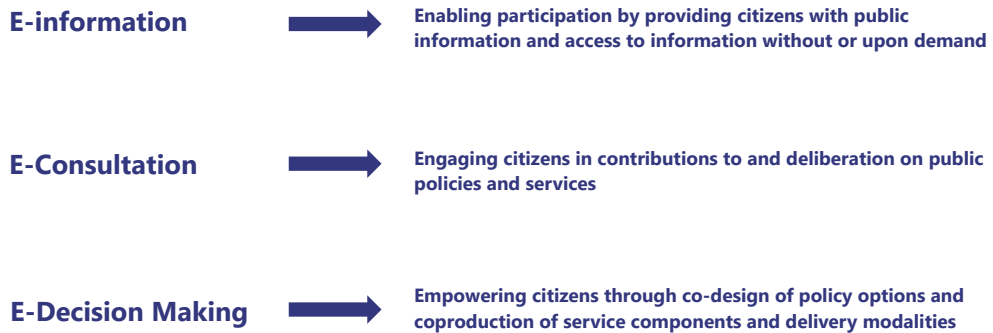 E-information
Enabling participation by providing citizens with public
information and access to information without or upon demand
E-Consultation
Engaging citizens in contributions to and deliberation on public
policies and services
E-Decision Making
Empowering citizens through co-design of policy options and
coproduction of service components and delivery modalities